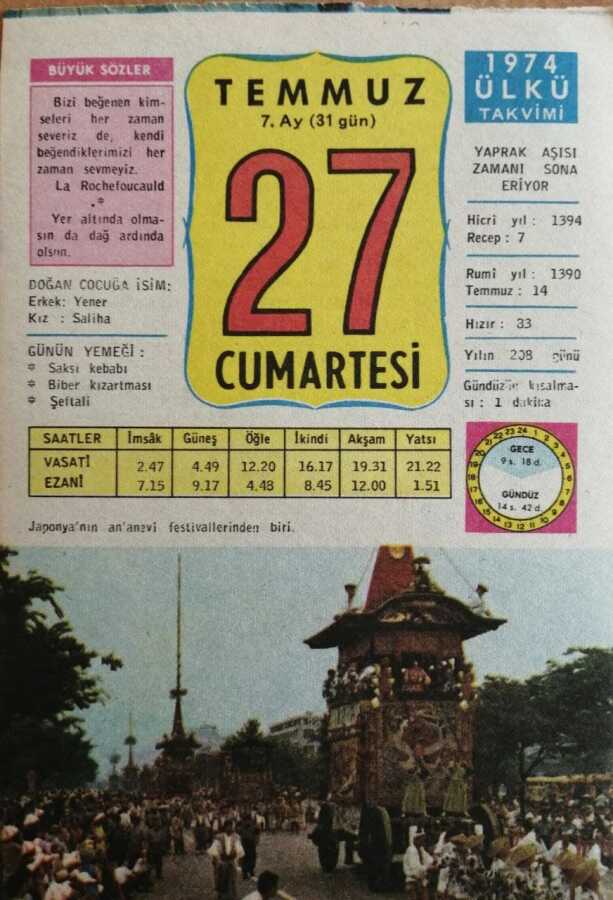 BÜYÜK SÖZLER
Bizi beğenen kim-
seleri her zaman
severiz de, kendi
beğendiklerimizi her
zaman sevmeyiz.
La Rochefoucauld
*
Yer altında olma-
sın da dağ ardında
olsun.
DOĞAN ÇOCUĞA İSİM:
Erkek: Yener
Kız : Saliha
GÜNÜN YEMEĞİ :
* Saksı kebabı
* Biber kızartması
* Şeftali
TEMMUZ
7. Ay (31 gün)
27
CUMARTESİ
1974
ÜLKÜ
TAKVİMİ
YAPRAK AŞISI
ZAMANI SONA
ERİYOR
Hicrî yıl : 1394
Recep : 7
Rumî yıl : 1390
Temmuz : 14
Hızır : 83
Yılın 208 günü
Gündüzün kısalma-
sı : 1 dakika
SAATLER İmsâk Güneş Öğle İkindi Akşam Yatsı
VASATÎ 2.47 4.49 12.20 16.17 19.31 21.22
EZANÎ 7.15 9.17 4.48 8.45 12.00 1.51
GECE
9 s. 18 d.
GÜNDÜZ
14 s. 42 d.
Japonya'nın an'anevi festivallerinden biri.